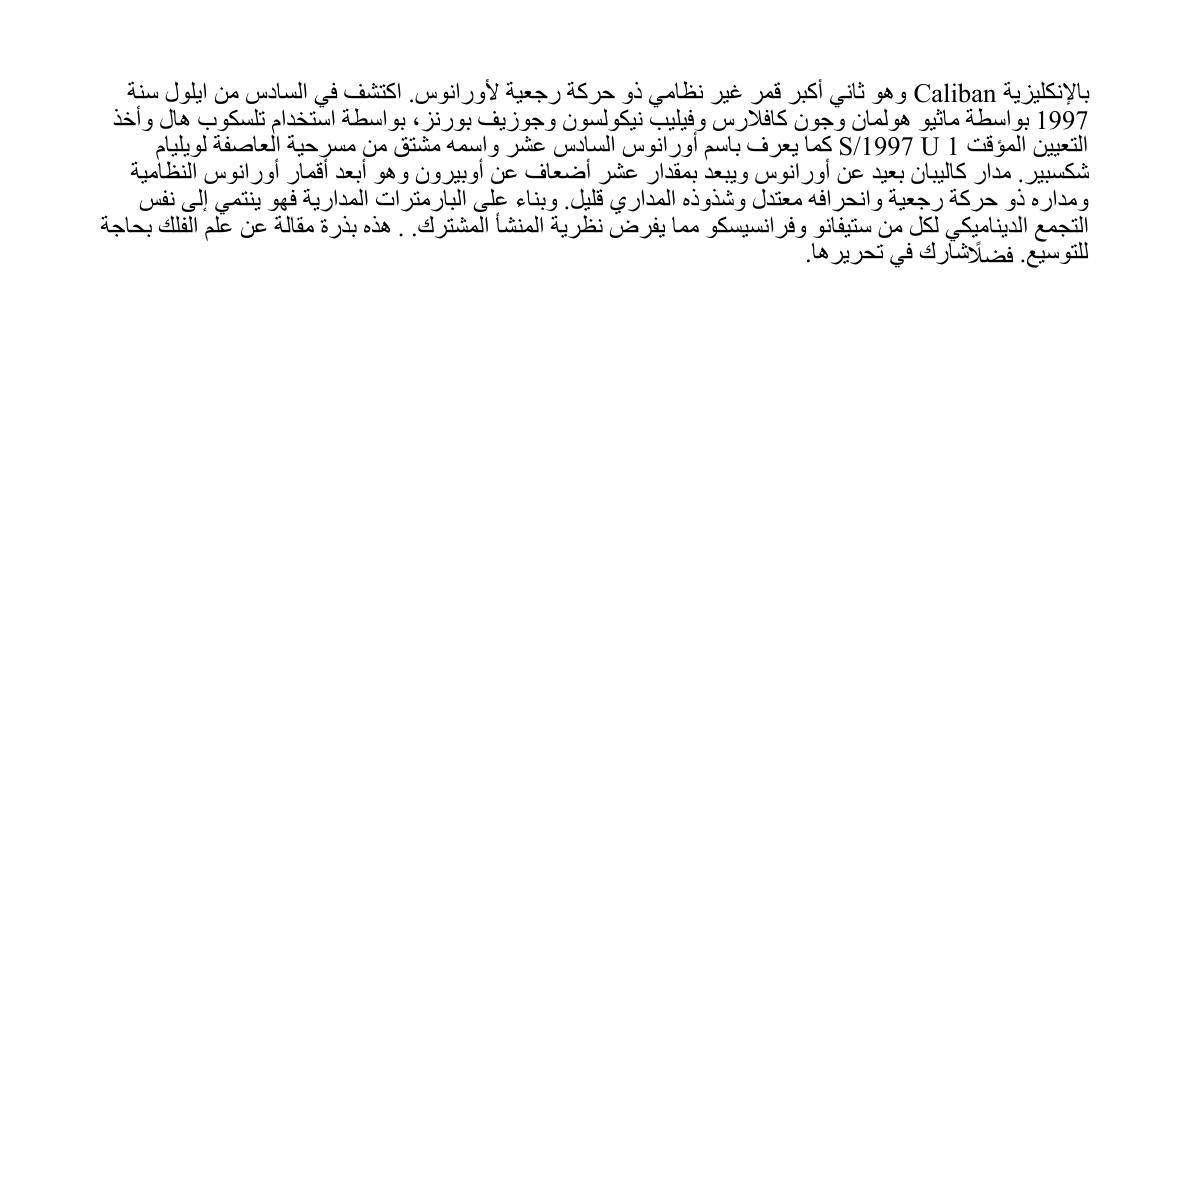 بالإنكليزية Caliban وهو ثاني أكبر قمر غير نظامي ذو حركة رجعية لأورانوس. اكتشف في السادس من ايلول سنة
1997 بواسطة ماثيو هولمان وجون كافلارس وفيليب نيكولسون وجوزيف بورنز، بواسطة استخدام تلسكوب هال وأخذ
التعيين المؤقت S/1997 U 1 كما يعرف باسم أورانوس السادس عشر واسمه مشتق من مسرحية العاصفة لويليام
شكسبير. مدار كاليبان بعيد عن أورانوس ويبعد بمقدار عشر أضعاف عن أوبيرون وهو أبعد أقمار أورانوس النظامية
ومداره ذو حركة رجعية وانحرافه معتدل وشذوذه المداري قليل. وبناء على البارمترات المدارية فهو ينتمي إلى نفس
التجمع الديناميكي لكل من ستيفانو وفرانسيسكو مما يفرض نظرية المنشأ المشترك. . هذه بذرة مقالة عن علم الفلك بحاجة
للتوسيع. فضلًاشارك في تحريرها.